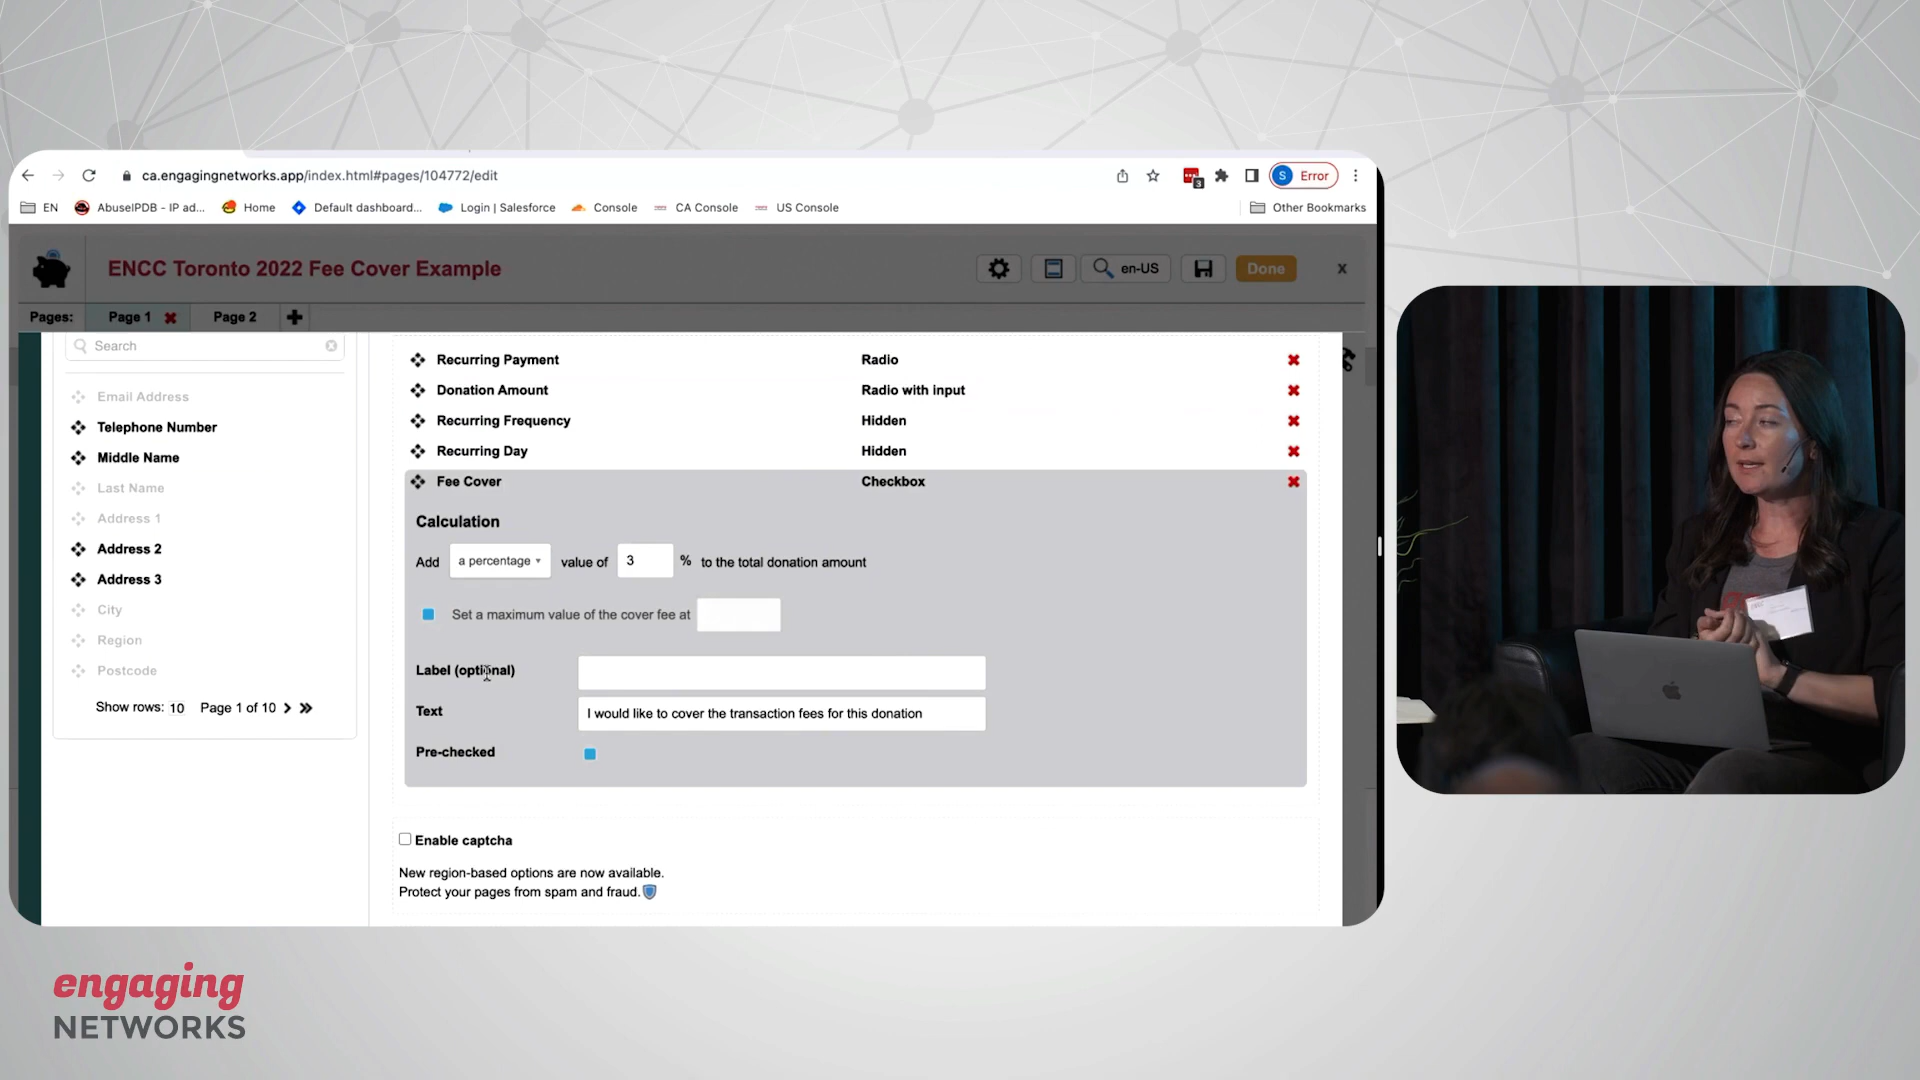 ca.engagingnetworks.app/index.html#pages/104772/edit
3
S Error
EN AbuseIPDB - IP ad... Home Default dashboard... Login | Salesforce Console CA Console US Console Other Bookmarks
ENCC Toronto 2022 Fee Cover Example
en-US Done x
Pages: Page 1 Page 2
Search
Email Address
Telephone Number
Middle Name
Last Name
Address 1
Address 2
Address 3
City
Region
Postcode
Show rows: 10 Page 1 of 10
Recurring Payment Radio
Donation Amount Radio with input
Recurring Frequency Hidden
Recurring Day Hidden
Fee Cover Checkbox
Calculation
Add a percentage value of 3 % to the total donation amount
Set a maximum value of the cover fee at
Label (optional)
Text I would like to cover the transaction fees for this donation
Pre-checked
Enable captcha
New region-based options are now available.
Protect your pages from spam and fraud.
engaging
NETWORKS